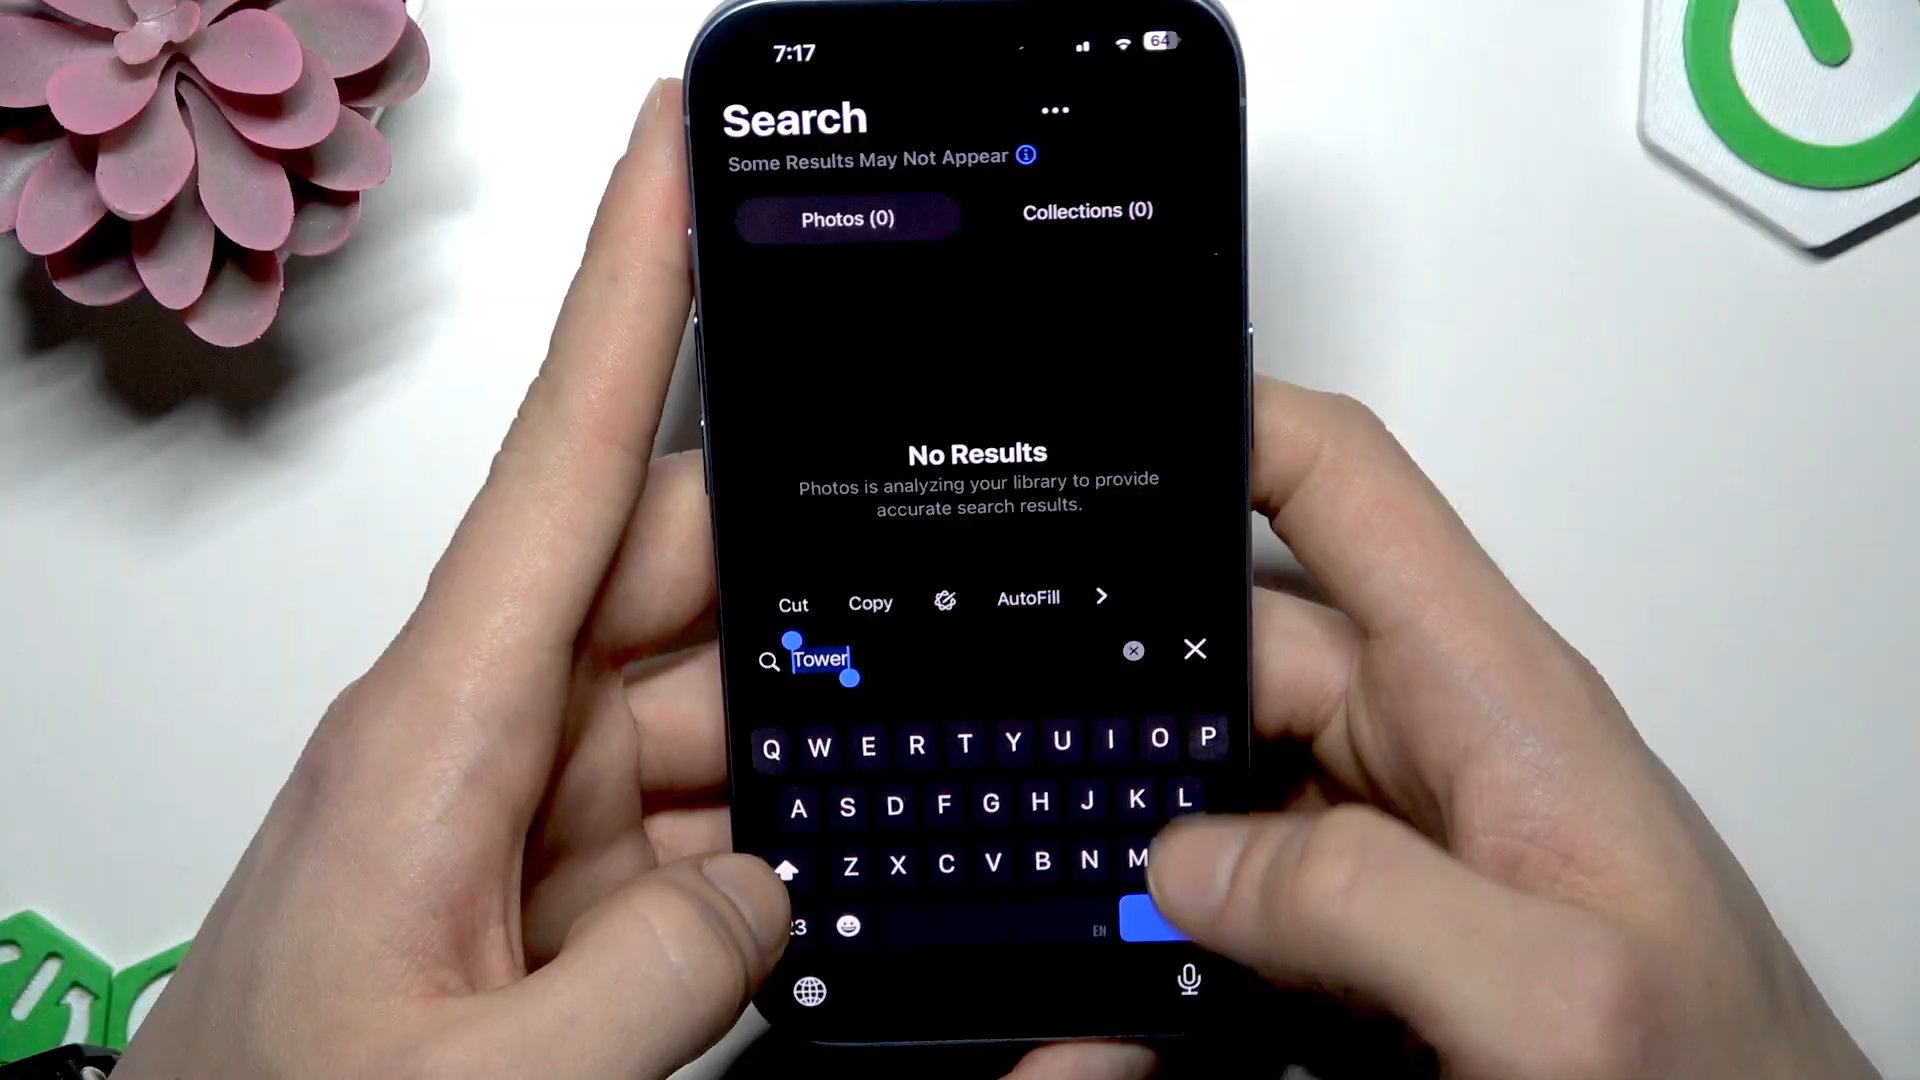 7:17
64
Search
Some Results May Not Appear
Photos (0)
Collections (0)
No Results
Photos is analyzing your library to provide
accurate search results.
Cut Copy AutoFill
Tower
Q W E R T Y U I O P
A S D F G H J K L
Z X C V B N M
23 EN